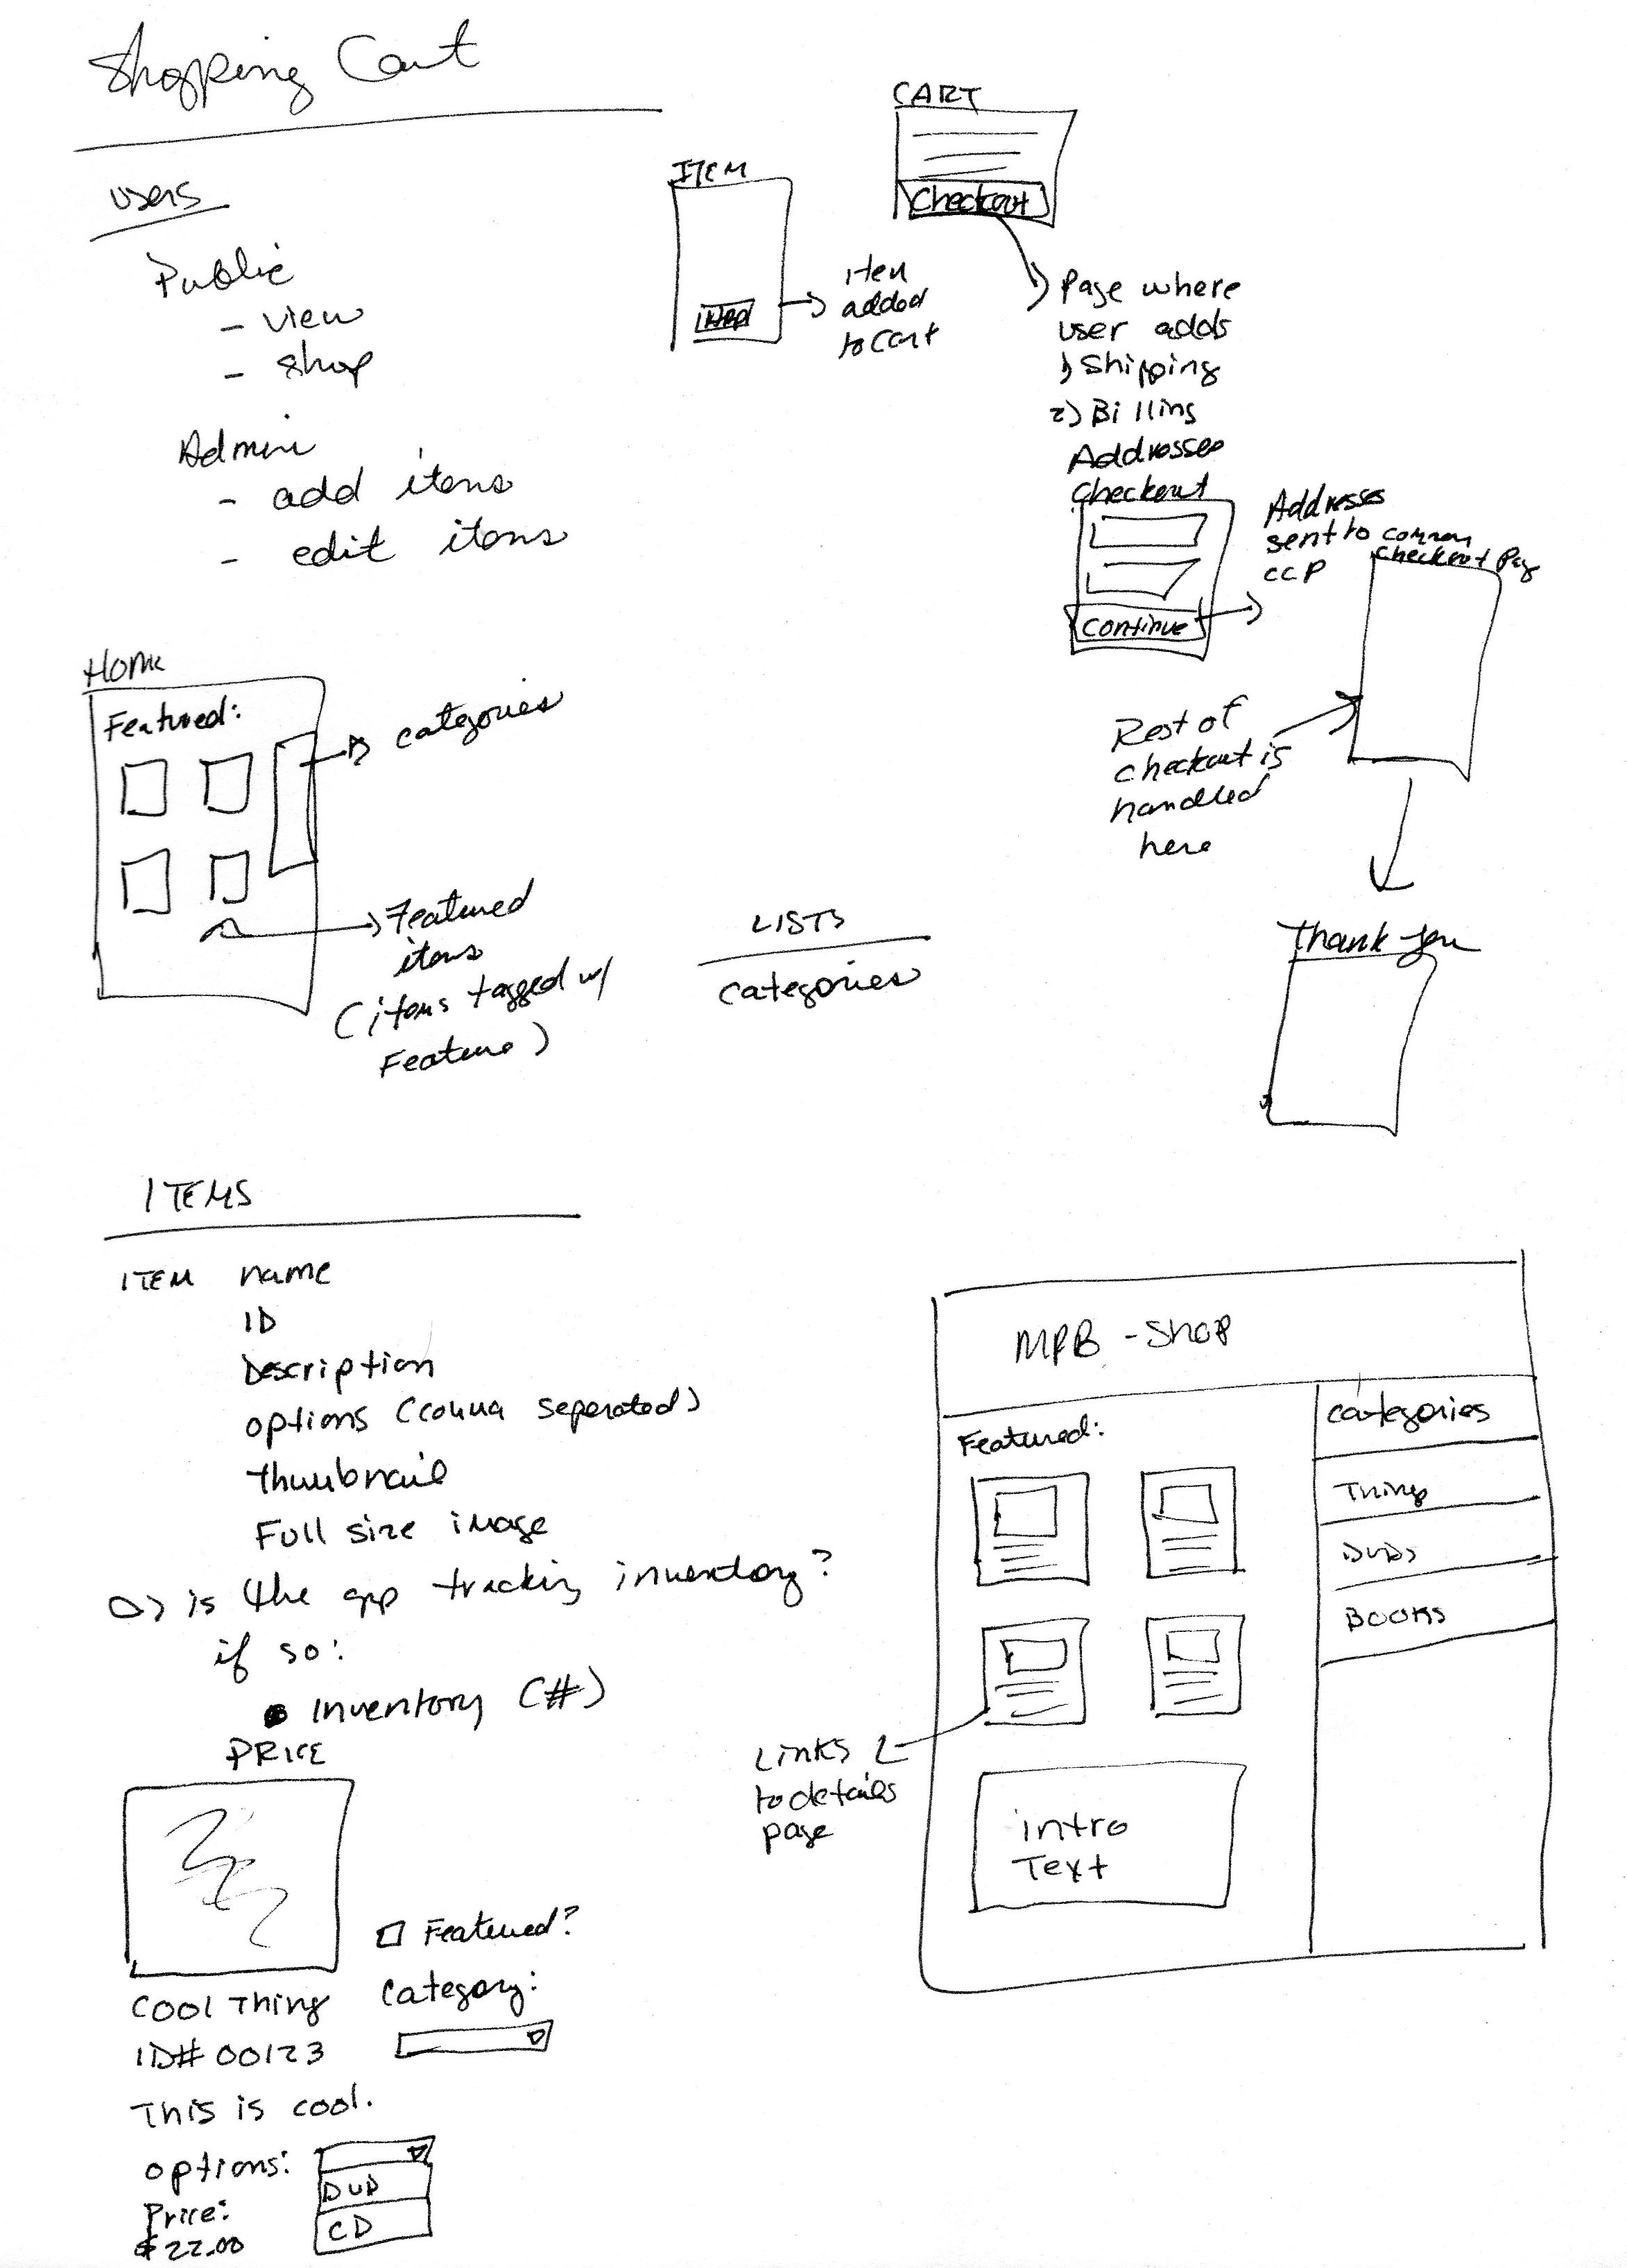 Shopping Cart
Users
Public
- view
- shop
Admin
- add items
- edit items
ITEM
Add
item
added
to cart
CART
Checkout
Page where
user adds
1) Shipping
2) Billing
Addresses
Checkout
Continue
Addresses
sent to common
CCP
Checkout Page
Rest of
checkout is
handled
here
Thank you
HOME
Featured:
categories
Featured
items
(items tagged w/
Feature)
LISTS
categories
ITEMS
ITEM name
ID
Description
options (comma seperated)
thumbnail
Full size image
is the app tracking inventory?
if so:
Inventory (#)
PRICE
Featured?
COOL Thing
Category:
ID# 00123
This is cool.
options:
DVD
CD
Price:
$22.00
MPB - Shop
Featured:
categories
Things
DVDs
BOOKS
Links
to details
page
intro
Text